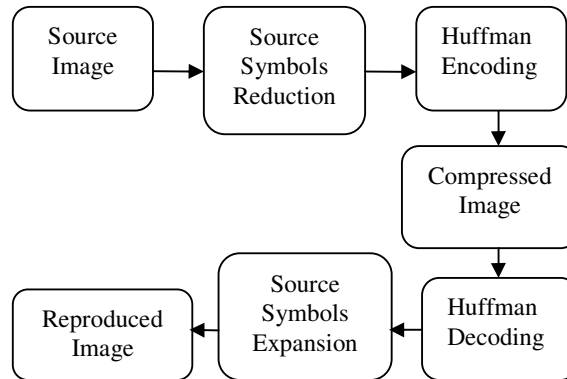 Source
Image
Source
Symbols
Reduction
Huffman
Encoding
Compressed
Image
Huffman
Decoding
Source
Symbols
Expansion
Reproduced
Image